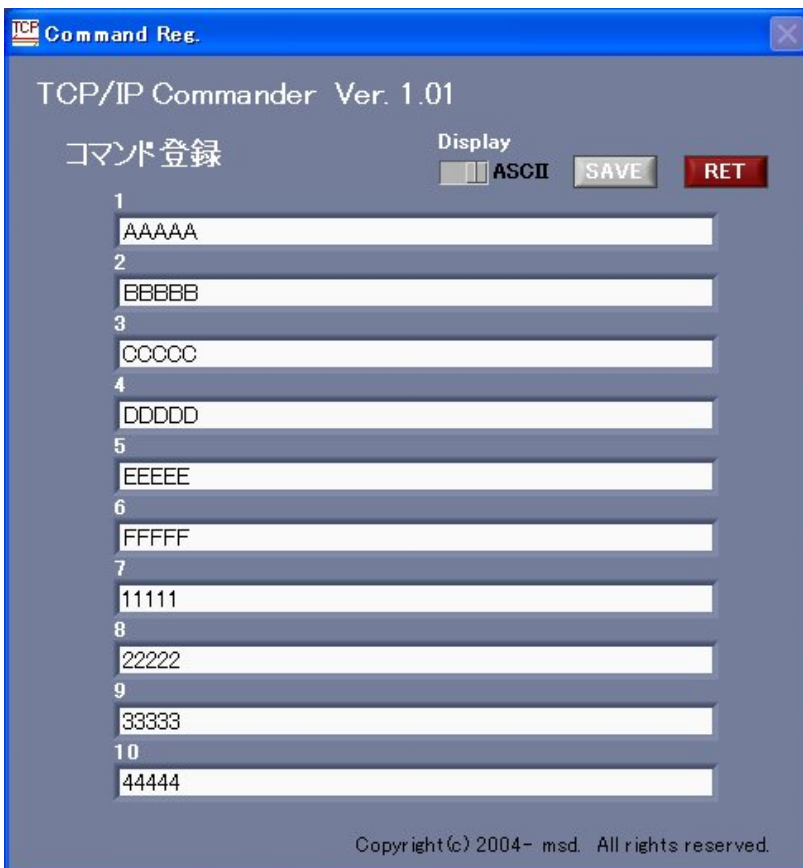 TCP Command Reg.
TCP/IP Commander Ver. 1.01
コマンド登録
Display
ASCII
SAVE
RET
1
AAAAA
2
BBBBB
3
CCCCC
4
DDDDD
5
EEEEE
6
FFFFF
7
11111
8
22222
9
33333
10
44444
Copyright(c) 2004- msd. All rights reserved.